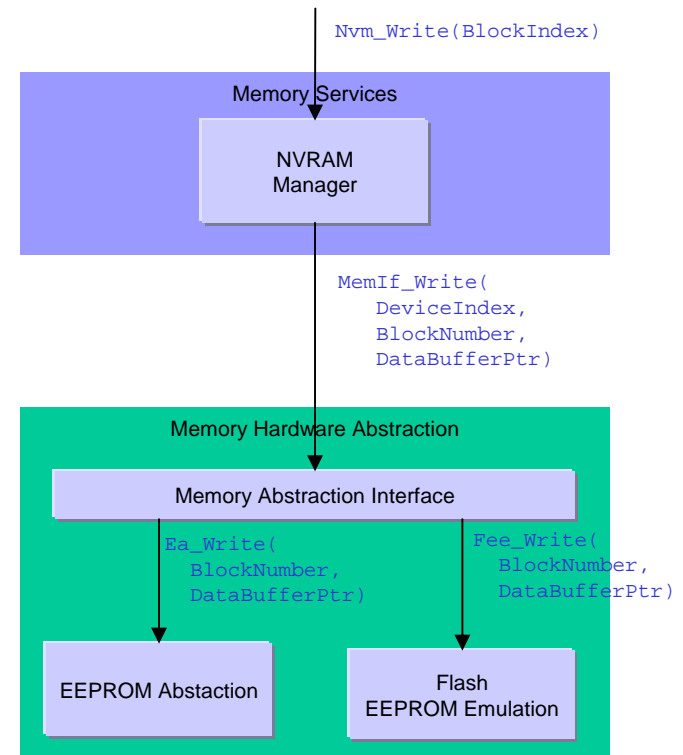 Nvm_Write(BlockIndex)
Memory Services
NVRAM
Manager
MemIf_Write(
DeviceIndex,
BlockNumber,
DataBufferPtr)
Memory Hardware Abstraction
Memory Abstraction Interface
Ea_Write(
BlockNumber,
DataBufferPtr)
Fee_Write(
BlockNumber,
DataBufferPtr)
EEPROM Abstaction
Flash
EEPROM Emulation